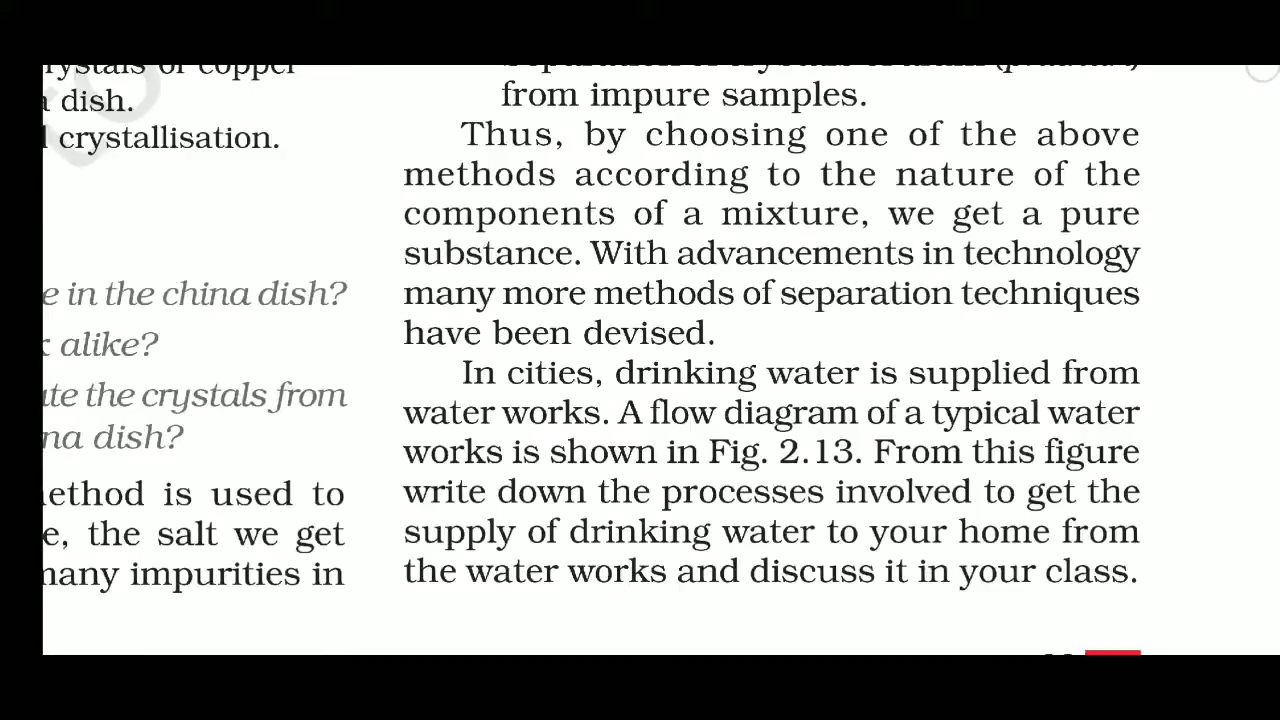 crystals of copper
dish.
crystallisation.
in the china dish?
alike?
the crystals from
dish?
is used to
the salt we get
many impurities in
from impure samples.
Thus, by choosing one of the above
methods according to the nature of the
components of a mixture, we get a pure
substance. With advancements in technology
many more methods of separation techniques
have been devised.
In cities, drinking water is supplied from
water works. A flow diagram of a typical water
works is shown in Fig. 2.13. From this figure
write down the processes involved to get the
supply of drinking water to your home from
the water works and discuss it in your class.